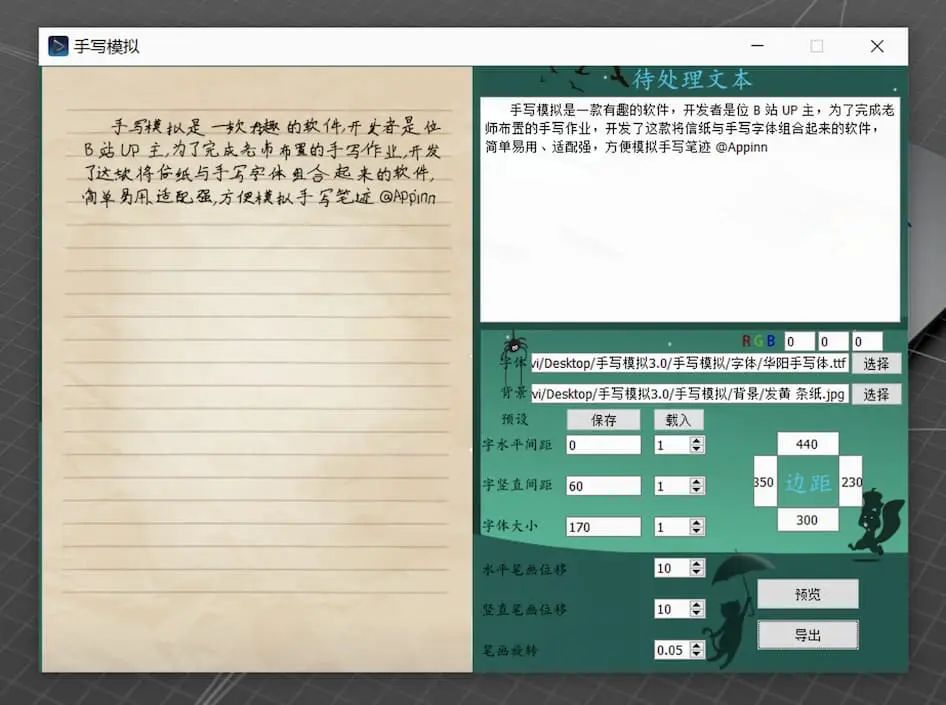 手写模拟
手写模拟是一款有趣的软件,开发者是位
B站 UP 主,为了完成老师布置的手写作业,开发
了这款将信纸与手写字体组合起来的软件,
简单易用、适配强,方便模拟手写笔迹 @Appinn
待处理文本
手写模拟是一款有趣的软件,开发者是位 B 站 UP 主,为了完成老
师布置的手写作业,开发了这款将信纸与手写字体组合起来的软件,
简单易用、适配强,方便模拟手写笔迹 @Appinn
RGB 0 0 0
字体 vi/Desktop/手写模拟3.0/手写模拟/字体/华阳手写体.ttf 选择
背景 vi/Desktop/手写模拟3.0/手写模拟/背景/发黄 条纸.jpg 选择
预设 保存 载入
字水平间距 0 1
440
字竖直间距 60 1
350 边距 230
300
字体大小 170 1
水平笔画位移 10
竖直笔画位移 10
笔画旋转 0.05
预览
导出